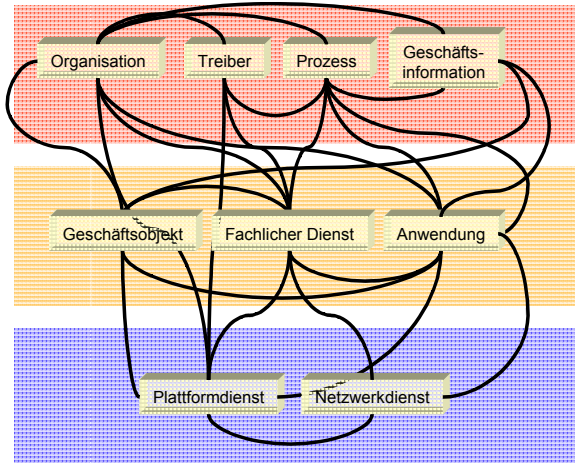 Organisation
Treiber
Prozess
Geschäfts-
information
Geschäftsobjekt
Fachlicher Dienst
Anwendung
Plattformdienst
Netzwerkdienst